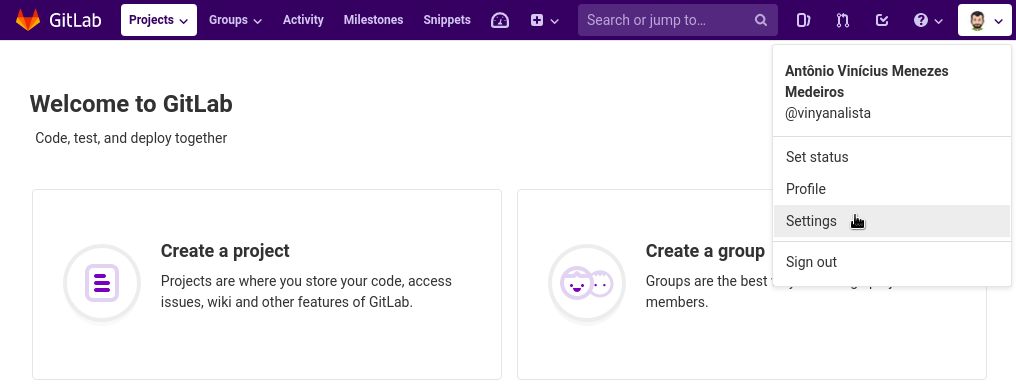 GitLab Projects Groups Activity Milestones Snippets Search or jump to...
Antônio Vinícius Menezes
Medeiros
@vinyanalista
Set status
Profile
Settings
Sign out
Welcome to GitLab
Code, test, and deploy together
Create a project
Projects are where you store your code, access
issues, wiki and other features of GitLab.
Create a group
Groups are the best
members.